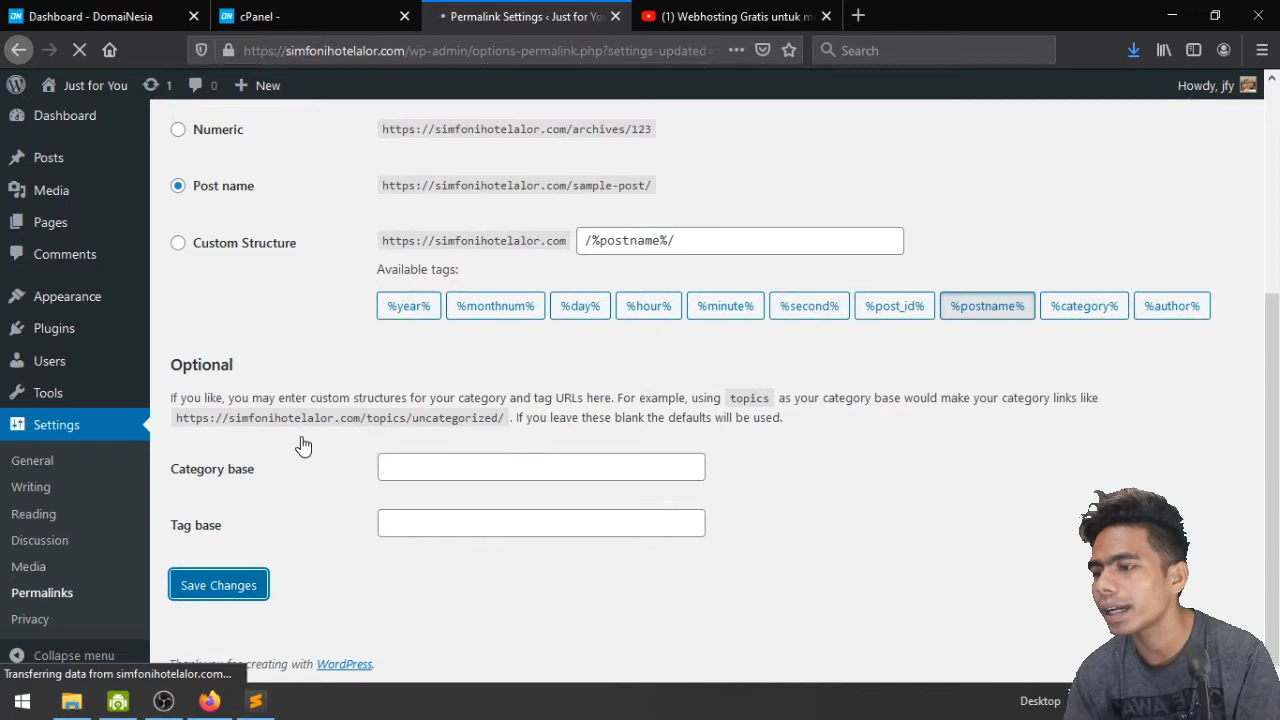 Dashboard - DomaiNesia
cPanel -
Permalink Settings ‹ Just for You
(1) Webhosting Gratis untuk m
https://simfonihotelalor.com/wp-admin/options-permalink.php?settings-updated=
Search
Just for You
1
0
New
Howdy, jfy
Dashboard
Posts
Media
Pages
Comments
Appearance
Plugins
Users
Tools
Settings
General
Writing
Reading
Discussion
Media
Permalinks
Privacy
Collapse menu
Numeric
https://simfonihotelalor.com/archives/123
Post name
https://simfonihotelalor.com/sample-post/
Custom Structure
https://simfonihotelalor.com
/%postname%/
Available tags:
%year% %monthnum% %day% %hour% %minute% %second% %post_id% %postname% %category% %author%
Optional
If you like, you may enter custom structures for your category and tag URLs here. For example, using topics as your category base would make your category links like
https://simfonihotelalor.com/topics/uncategorized/ . If you leave these blank the defaults will be used.
Category base
Tag base
Save Changes
Thank you for creating with WordPress.
Transferring data from simfonihotelalor.com...
Desktop